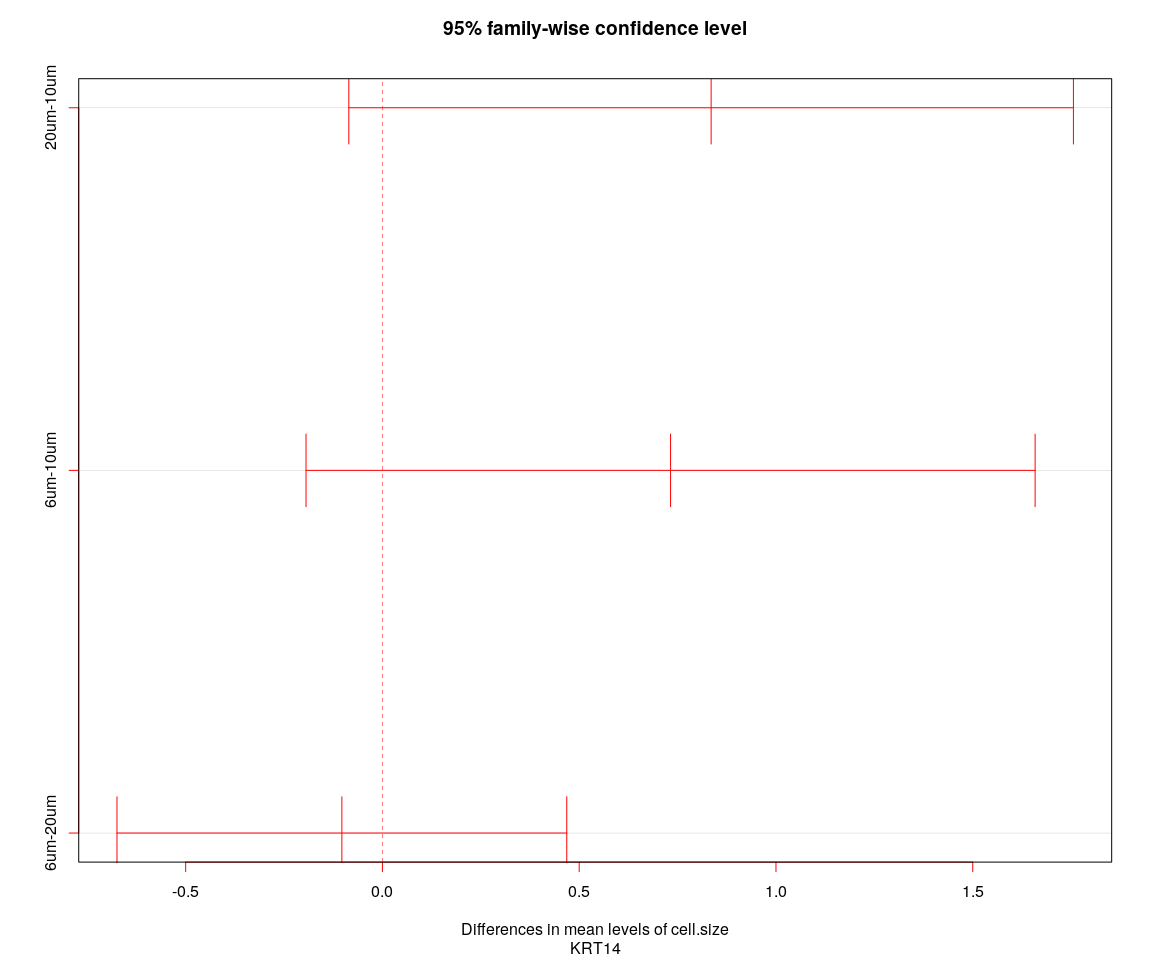 95% family-wise confidence level
20um-10um
6um-10um
6um-20um
-0.5 0.0 0.5 1.0 1.5
Differences in mean levels of cell.size
KRT14